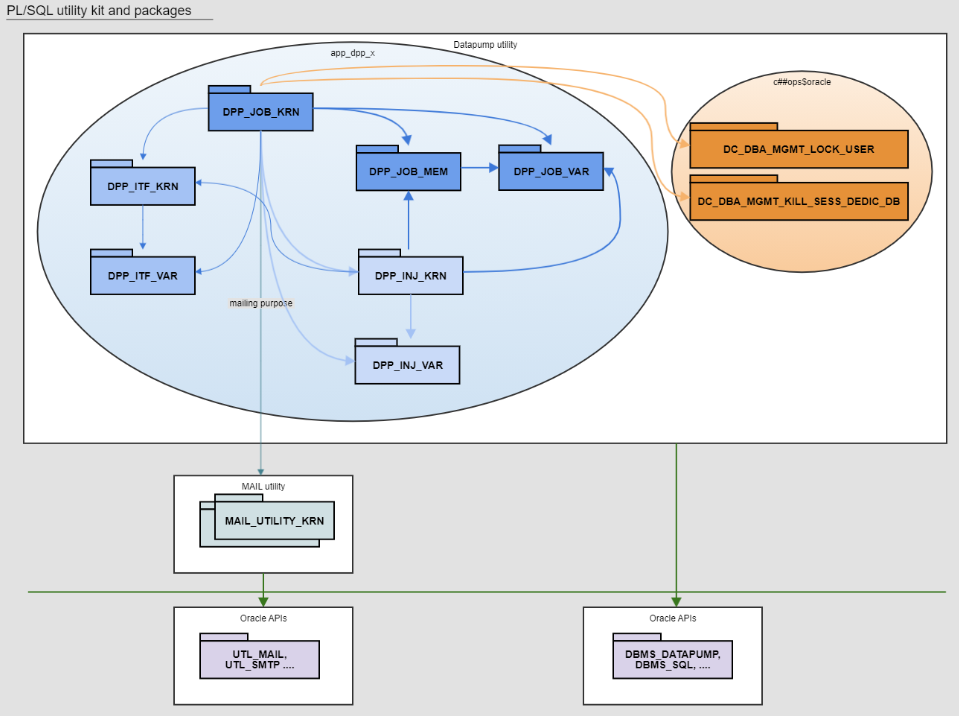 PL/SQL utility kit and packages
Datapump utility
app_dpp_x
c##ops$oracle
DPP_JOB_KRN
DC_DBA_MGMT_LOCK_USER
DPP_JOB_MEM
DPP_JOB_VAR
DPP_ITF_KRN
DC_DBA_MGMT_KILL_SESS_DEDIC_DB
DPP_ITF_VAR
DPP_INJ_KRN
mailing purpose
DPP_INJ_VAR
MAIL utility
MAIL_UTILITY_KRN
Oracle APIs
UTL_MAIL,
UTL_SMTP ....
Oracle APIs
DBMS_DATAPUMP,
DBMS_SQL, ....